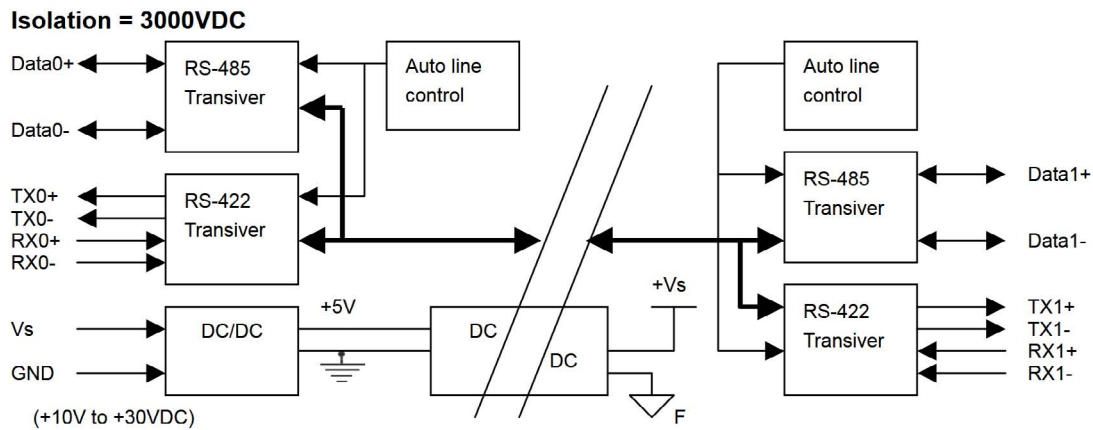 Isolation = 3000VDC
Data0+
Data0-
RS-485
Transiver
Auto line
control
TX0+
TX0-
RX0+
RX0-
RS-422
Transiver
Vs
GND
(+10V to +30VDC)
DC/DC
+5V
DC
DC
+Vs
F
Auto line
control
RS-485
Transiver
Data1+
Data1-
RS-422
Transiver
TX1+
TX1-
RX1+
RX1-